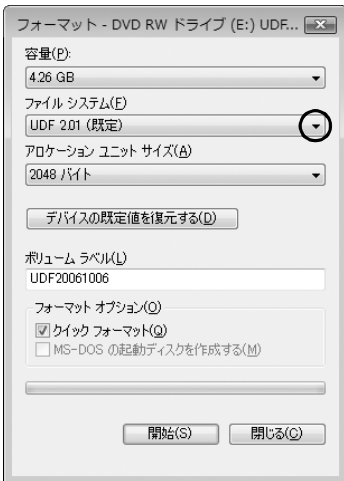 フォーマット - DVD RW ドライブ (E:) UDF...
容量(P):
4.26 GB
ファイル システム(F)
UDF 2.01 (既定)
アロケーション ユニット サイズ(A)
2048 バイト
デバイスの既定値を復元する(D)
ボリューム ラベル(L)
UDF20061006
フォーマット オプション(O)
クイック フォーマット(Q)
MS-DOS の起動ディスクを作成する(M)
開始(S)
閉じる(C)